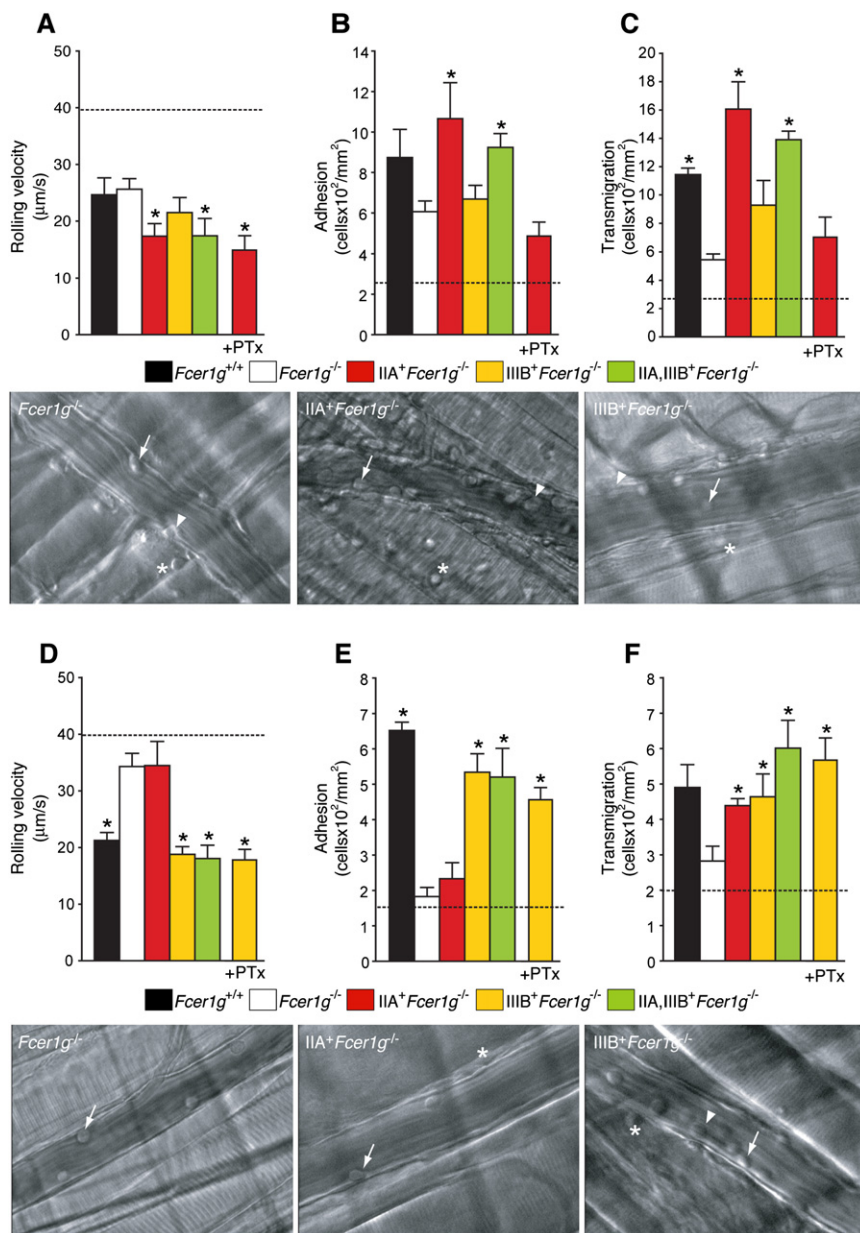 A
B
C
Rolling velocity
(µm/s)
50
40
30
20
10
0
*
*
*
+PTx
Adhesion
(cellsx10²/mm²)
14
12
10
8
6
4
2
0
*
*
+PTx
Transmigration
(cellsx10²/mm²)
20
18
16
14
12
10
8
6
4
2
0
*
*
*
+PTx
Fcer1g+/+ Fcer1g-/- IIA+Fcer1g-/- IIIB+Fcer1g-/- IIA,IIIB+Fcer1g-/-
Fcer1g-/-
*
IIA+Fcer1g-/-
*
IIIB+Fcer1g-/-
*
D
E
F
Rolling velocity
(µm/s)
50
40
30
20
10
0
*
*
*
*
+PTx
Adhesion
(cellsx10²/mm²)
8
7
6
5
4
3
2
1
0
*
*
*
*
+PTx
Transmigration
(cellsx10²/mm²)
8
7
6
5
4
3
2
1
0
*
*
*
*
+PTx
Fcer1g+/+ Fcer1g-/- IIA+Fcer1g-/- IIIB+Fcer1g-/- IIA,IIIB+Fcer1g-/-
Fcer1g-/-
IIA+Fcer1g-/-
*
IIIB+Fcer1g-/-
*